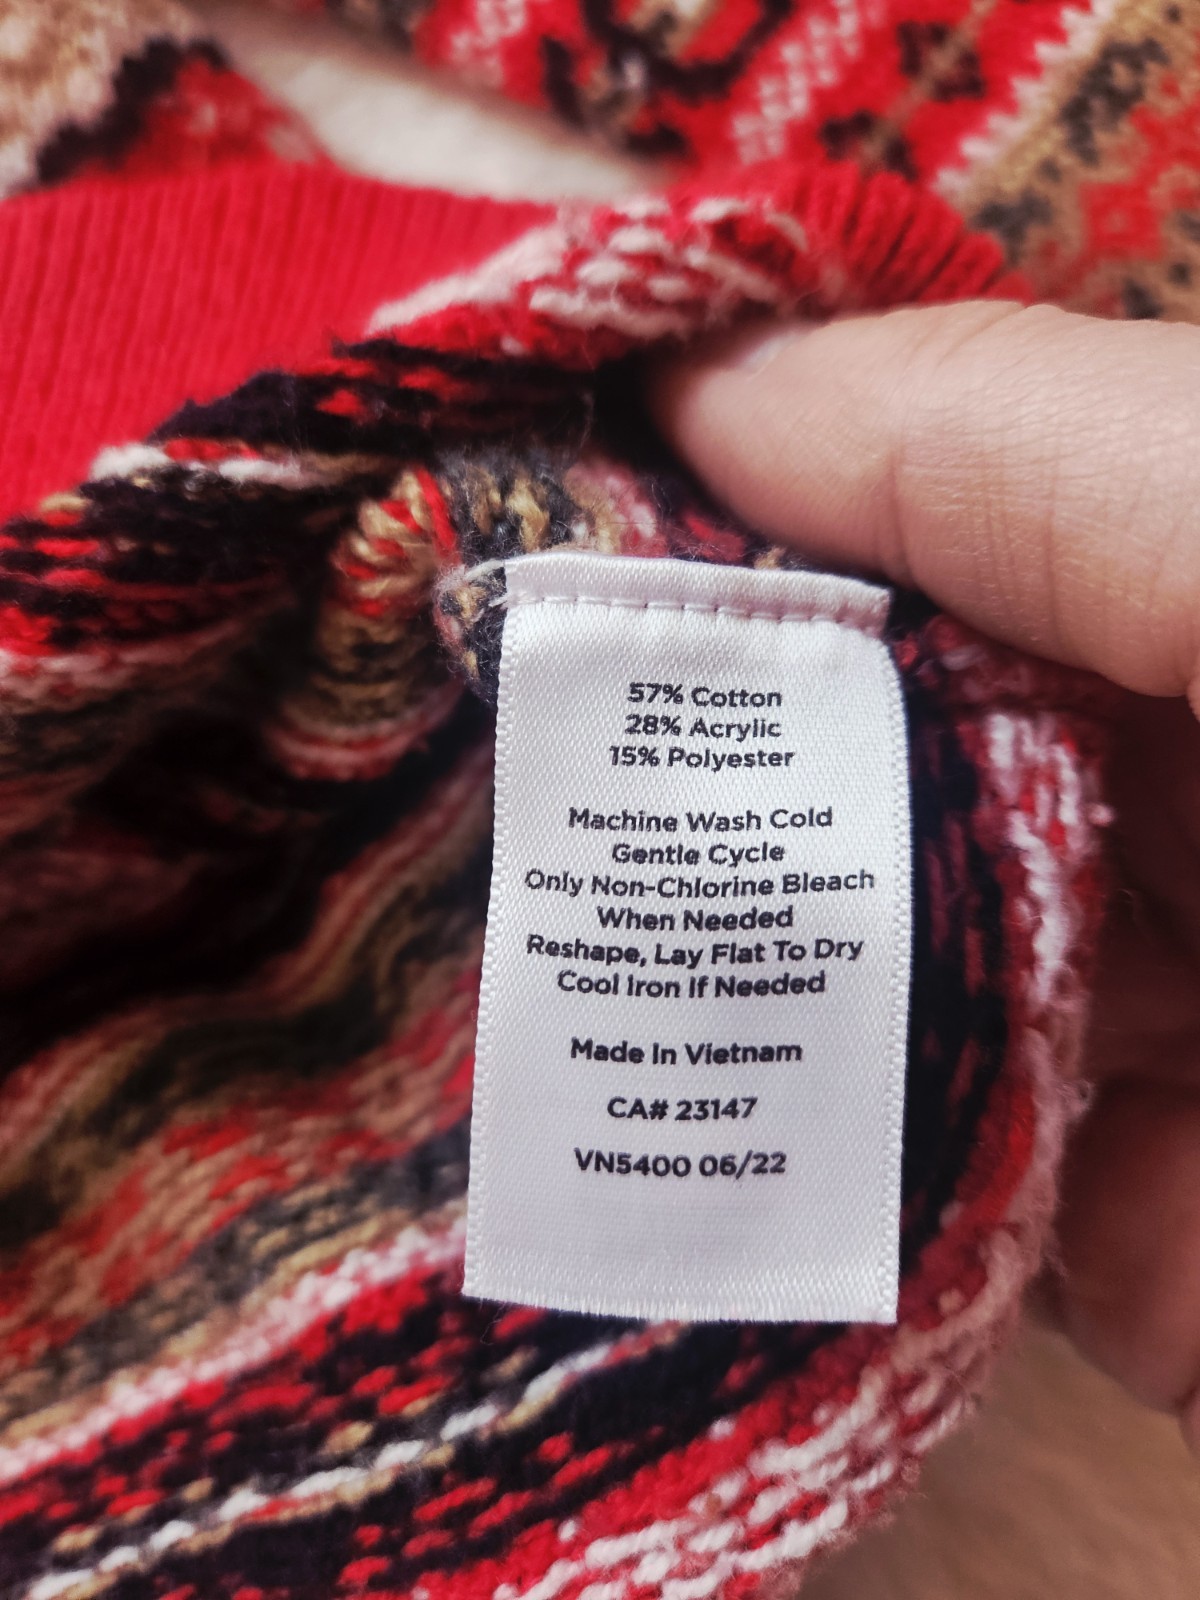 57% Cotton
28% Acrylic
15% Polyester
Machine Wash Cold
Gentle Cycle
Only Non-Chlorine Bleach
When Needed
Reshape, Lay Flat To Dry
Cool Iron If Needed
Made In Vietnam
CA# 23147
VN5400 06/22